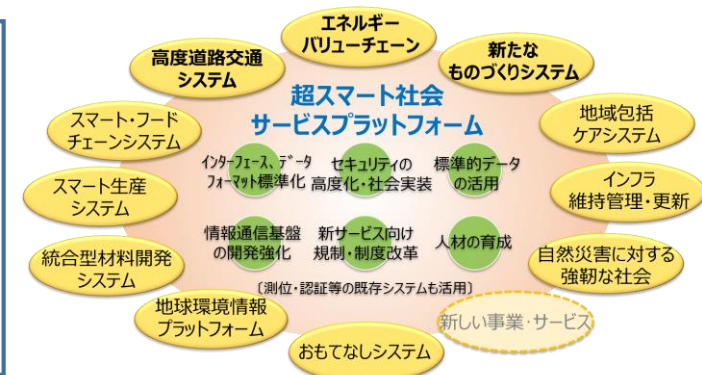 エネルギー
バリューチェーン
高度道路交通
システム
新たな
ものづくりシステム
超スマート社会
サービスプラットフォーム
スマート・フード
チェーンシステム
地域包括
ケアシステム
インターフェース、データ
フォーマット標準化
セキュリティの
高度化・社会実装
標準的データ
の活用
スマート生産
システム
インフラ
維持管理・更新
情報通信基盤
の開発強化
新サービス向け
規制・制度改革
人材の育成
統合型材料開発
システム
自然災害に対する
強靭な社会
〔測位・認証等の既存システムも活用〕
地球環境情報
プラットフォーム
新しい事業・サービス
おもてなしシステム